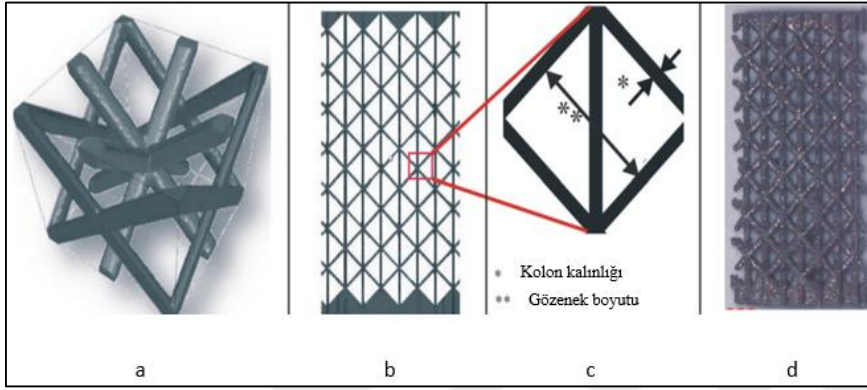 *
**
* Kolon kalınlığı
** Gözenek boyutu
a b c d